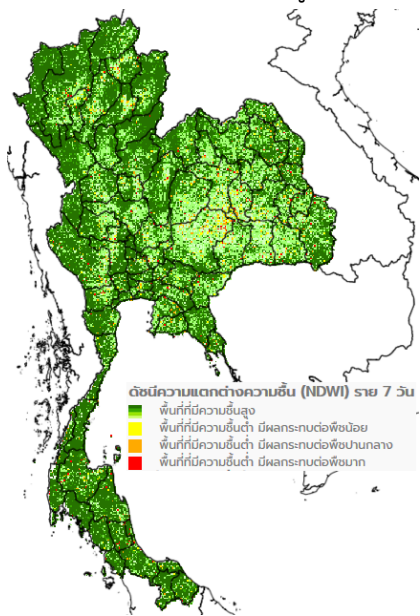 ดัชนีความแตกต่างความชื้น (NDWI) ราย 7 วัน
พื้นที่ที่มีความชื้นสูง
พื้นที่ที่มีความชื้นต่ำ มีผลกระทบต่อพืชน้อย
พื้นที่ที่มีความชื้นต่ำ มีผลกระทบต่อพืชปานกลาง
พื้นที่ที่มีความชื้นต่ำ มีผลกระทบต่อพืชมาก